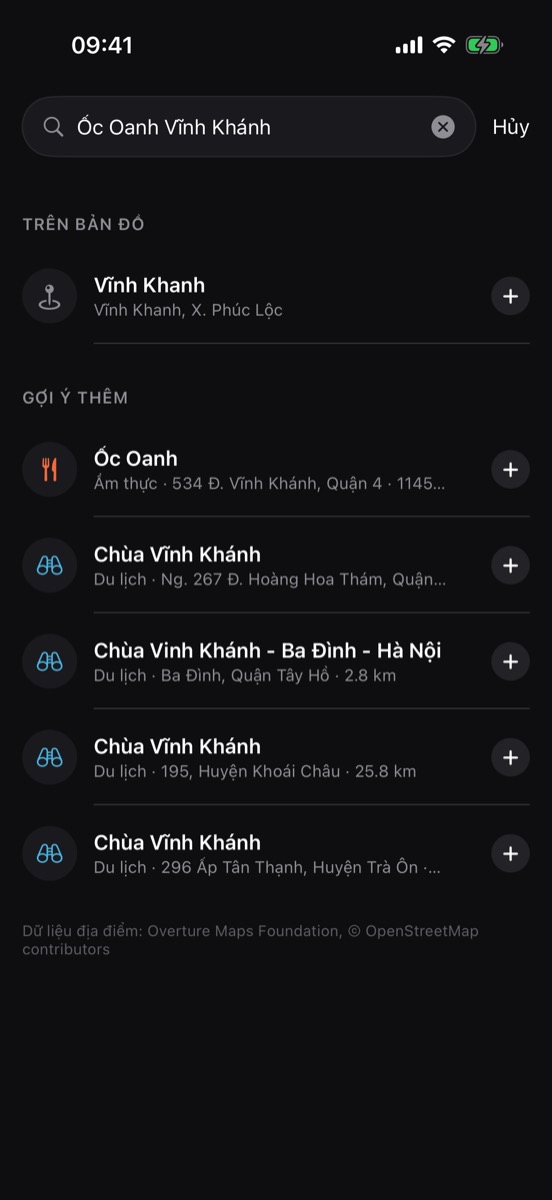 09:41
Ốc Oanh Vĩnh Khánh
Hủy
TRÊN BẢN ĐỒ
Vĩnh Khanh
Vĩnh Khanh, X. Phúc Lộc
GỢI Ý THÊM
Ốc Oanh
Ẩm thực · 534 Đ. Vĩnh Khánh, Quận 4 · 1145...
Chùa Vĩnh Khánh
Du lịch · Ng. 267 Đ. Hoàng Hoa Thám, Quận...
Chùa Vinh Khánh - Ba Đình - Hà Nội
Du lịch · Ba Đình, Quận Tây Hồ · 2.8 km
Chùa Vĩnh Khánh
Du lịch · 195, Huyện Khoái Châu · 25.8 km
Chùa Vĩnh Khánh
Du lịch · 296 Ấp Tân Thạnh, Huyện Trà Ôn ·...
Dữ liệu địa điểm: Overture Maps Foundation, © OpenStreetMap
contributors